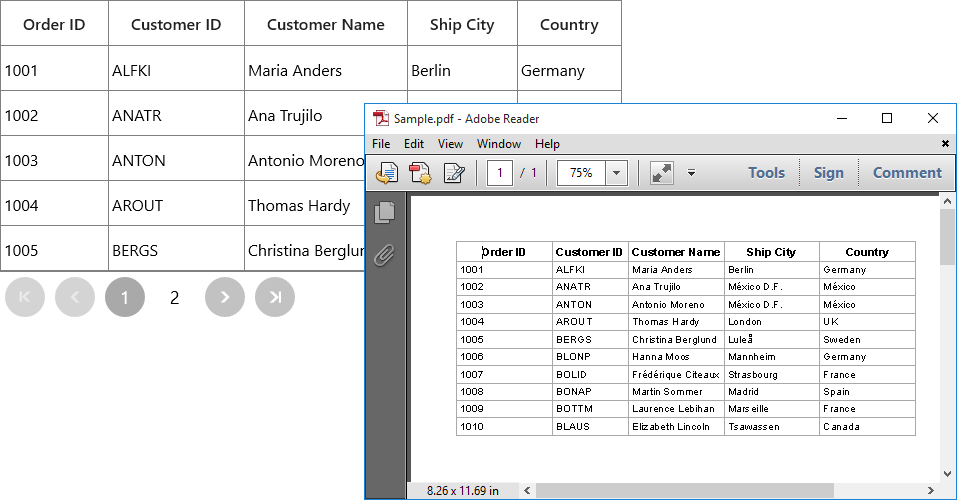 Order ID Customer ID Customer Name Ship City Country
1001 ALFKI Maria Anders Berlin Germany
1002 ANATR Ana Trujilo
1003 ANTON Antonio Moreno
1004 AROUT Thomas Hardy
1005 BERGS Christina Berglund
1 2
Sample.pdf - Adobe Reader
File Edit View Window Help
1 / 1 75% Tools Sign Comment
Order ID Customer ID Customer Name Ship City Country
1001 ALFKI Maria Anders Berlin Germany
1002 ANATR Ana Trujilo México D.F. México
1003 ANTON Antonio Moreno México D.F. México
1004 AROUT Thomas Hardy London UK
1005 BERGS Christina Berglund Luleå Sweden
1006 BLONP Hanna Moos Mannheim Germany
1007 BOLID Frédérique Citeaux Strasbourg France
1008 BONAP Martin Sommer Madrid Spain
1009 BOTTM Laurence Lebihan Marseille France
1010 BLAUS Elizabeth Lincoln Tsawassen Canada
8.26 x 11.69 in